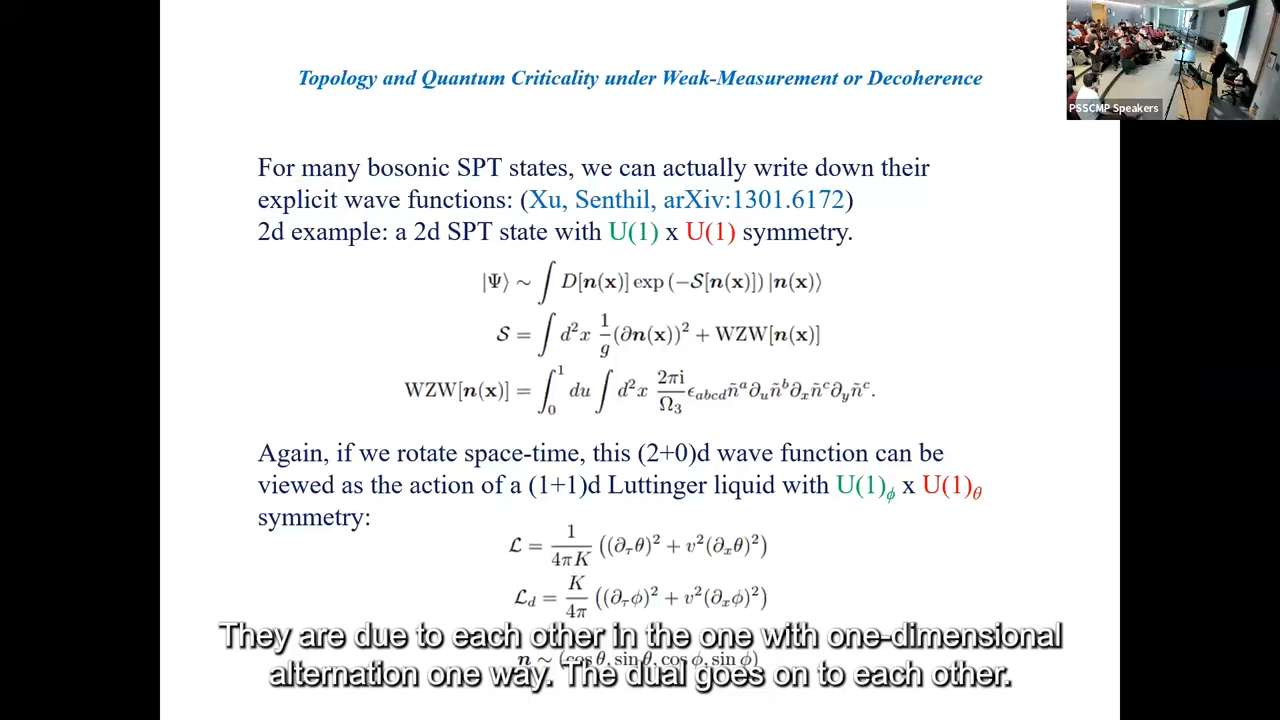 Topology and Quantum Criticality under Weak-Measurement or Decoherence
PSSCMP Speakers
For many bosonic SPT states, we can actually write down their
explicit wave functions: (Xu, Senthil, arXiv:1301.6172)
2d example: a 2d SPT state with U(1) x U(1) symmetry.
|Ψ⟩ ∼ ∫ D[n(x)] exp (−S[n(x)]) |n(x)⟩
S = ∫ d²x 1/g (∂n(x))² + WZW[n(x)]
WZW[n(x)] = ∫₀¹ du ∫ d²x 2πi/Ω₃ ϵ_{abcd} ñ^a ∂_u ñ^b ∂_x ñ^c ∂_y ñ^c.
Again, if we rotate space-time, this (2+0)d wave function can be
viewed as the action of a (1+1)d Luttinger liquid with U(1)_ϕ x U(1)_θ
symmetry:
L = 1/(4πK) ((∂_τ θ)² + v²(∂_x θ)²)
L_d = K/(4π) ((∂_τ ϕ)² + v²(∂_x ϕ)²)
They are due to each other in the one with one-dimensional
n ∼ (cos θ, sin θ, cos ϕ, sin ϕ)
alternation one way. The dual goes on to each other.